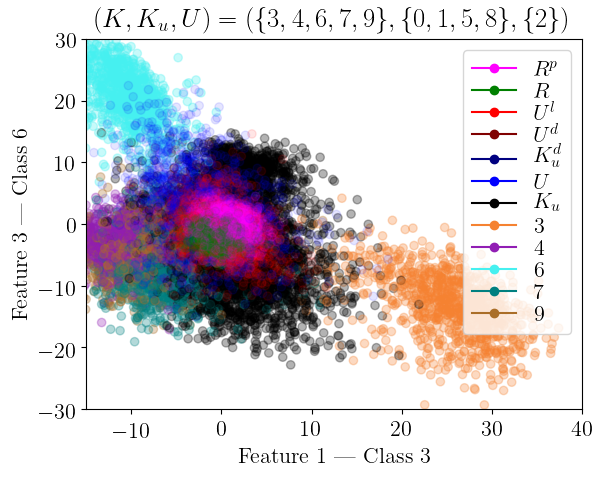 (K, K_u, U) = ({3, 4, 6, 7, 9}, {0, 1, 5, 8}, {2})
30
20
10
0
−10
−20
−30
Feature 3 — Class 6
R^p
R
U^l
U^d
K_u^d
U
K_u
3
4
6
7
9
−10
0
10
20
30
40
Feature 1 — Class 3